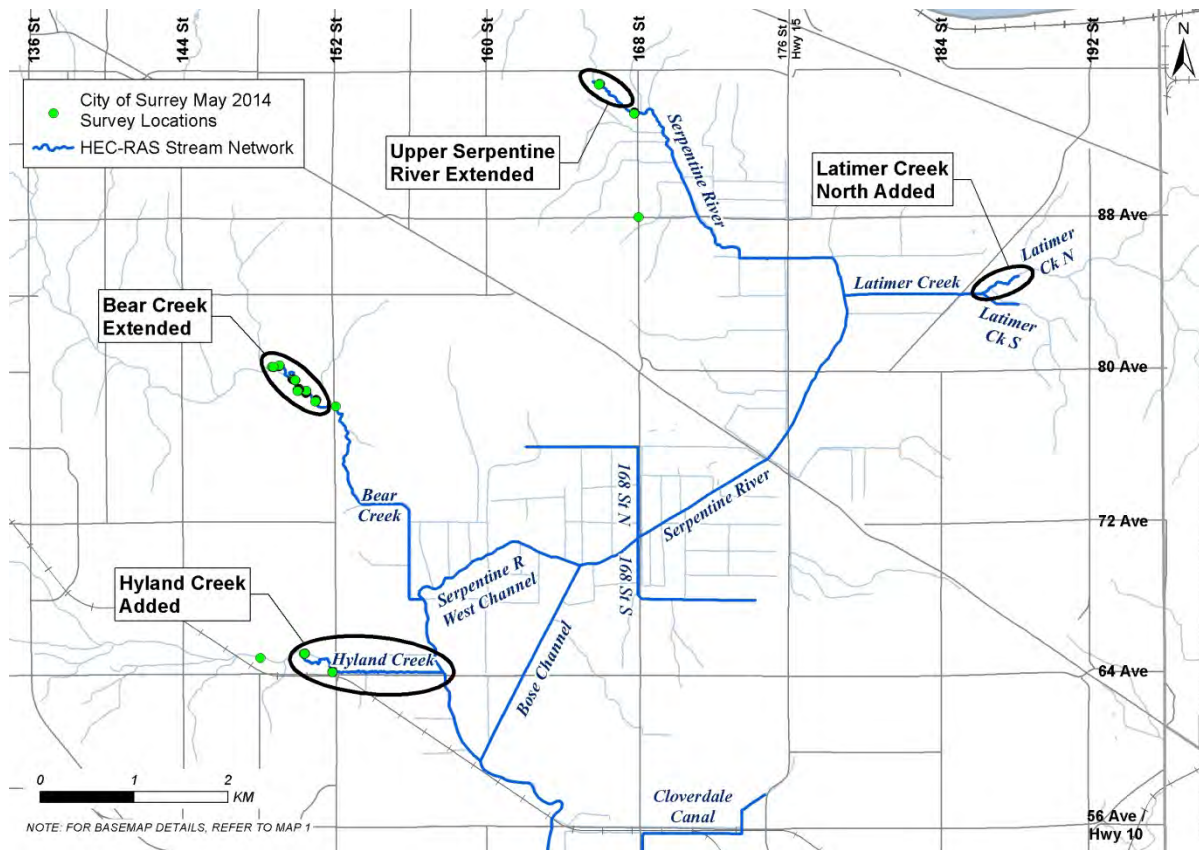 136 St
144 St
152 St
160 St
168 St
176 St /
Hwy 15
184 St
192 St
N
City of Surrey May 2014
Survey Locations
HEC-RAS Stream Network
Upper Serpentine
River Extended
Serpentine River
Latimer Creek
North Added
88 Ave
Latimer
Ck N
Latimer Creek
Latimer
Ck S
Bear Creek
Extended
80 Ave
Bear
Creek
168 St N
Serpentine River
72 Ave
Serpentine R
West Channel
168 St S
Hyland Creek
Added
Hyland Creek
Bose Channel
64 Ave
0 1 2
KM
Cloverdale
Canal
56 Ave /
Hwy 10
NOTE: FOR BASEMAP DETAILS, REFER TO MAP 1